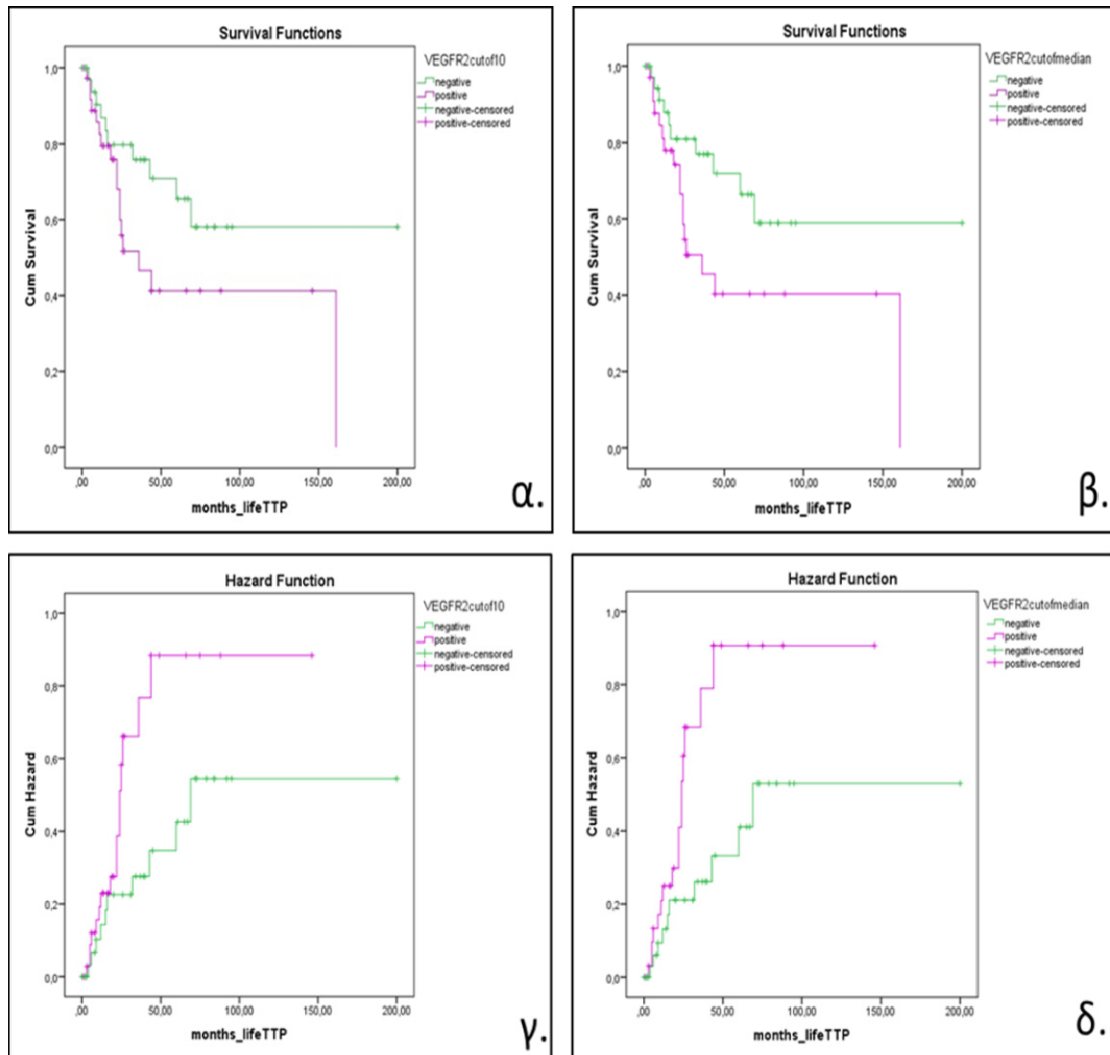 Survival Functions
VEGFR2cutof10
negative
positive
negative-censored
positive-censored
1,0
0,8
0,6
0,4
0,2
0,0
Cum Survival
,00
50,00
100,00
150,00
200,00
months_lifeTTP
α.
Survival Functions
VEGFR2cutofmedian
negative
positive
negative-censored
positive-censored
1,0
0,8
0,6
0,4
0,2
0,0
Cum Survival
,00
50,00
100,00
150,00
200,00
months_lifeTTP
β.
Hazard Function
VEGFR2cutof10
negative
positive
negative-censored
positive-censored
1,0
0,8
0,6
0,4
0,2
0,0
Cum Hazard
,00
50,00
100,00
150,00
200,00
months_lifeTTP
γ.
Hazard Function
VEGFR2cutofmedian
negative
positive
negative-censored
positive-censored
1,0
0,8
0,6
0,4
0,2
0,0
Cum Hazard
,00
50,00
100,00
150,00
200,00
months_lifeTTP
δ.